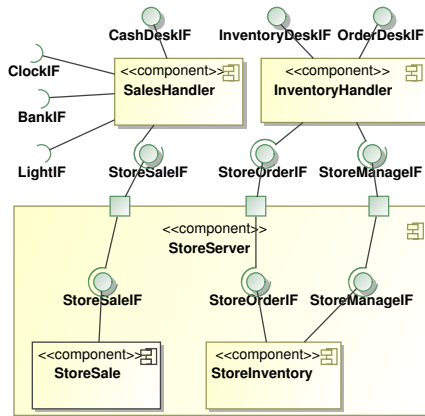 CashDeskIF
InventoryDeskIF
OrderDeskIF
ClockIF
<<component>>
SalesHandler
<<component>>
InventoryHandler
BankIF
LightIF
StoreSaleIF
StoreOrderIF
StoreManageIF
<<component>>
StoreServer
StoreSaleIF
StoreOrderIF
StoreManageIF
<<component>>
StoreSale
<<component>>
StoreInventory